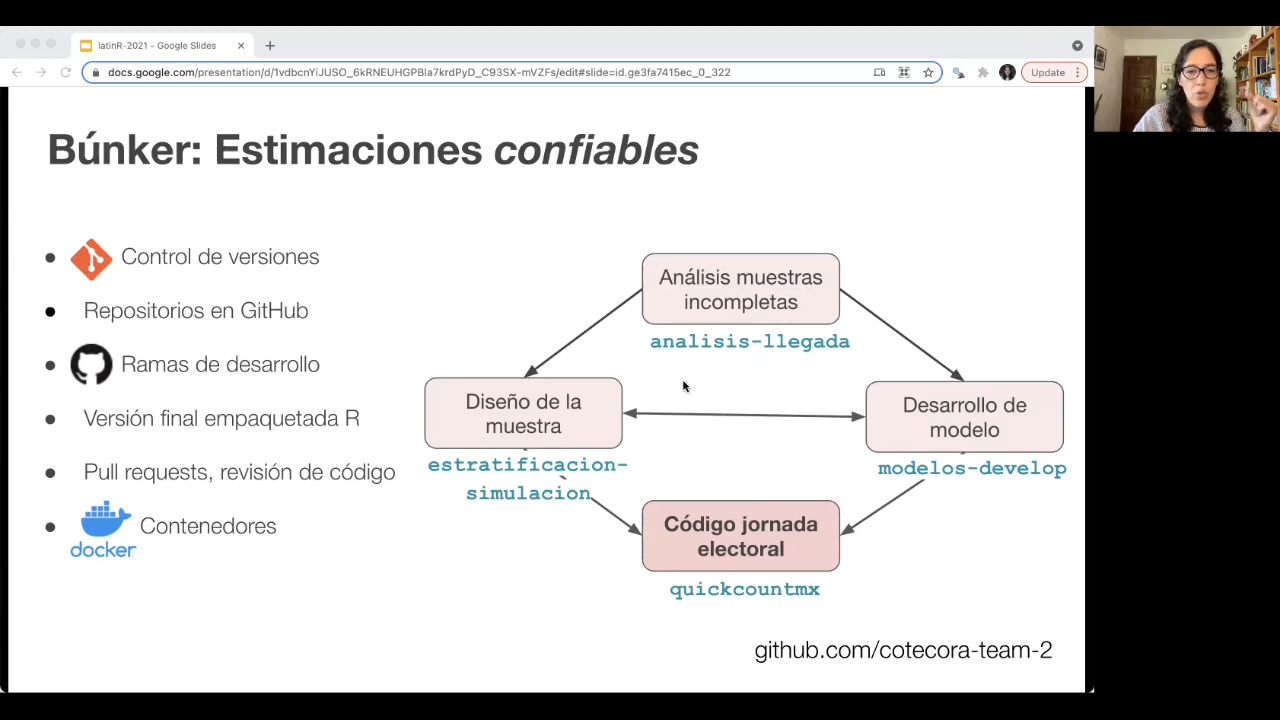 latinR-2021 - Google Slides
docs.google.com/presentation/d/1vdbcnYiJUSO_6kRNEUHGPBla7krdPyD_C93SX-mVZFs/edit#slide=id.ge3fa7415ec_0_322
Update
Búnker: Estimaciones confiables
Control de versiones
Repositorios en GitHub
Ramas de desarrollo
Versión final empaquetada R
Pull requests, revisión de código
docker
Contenedores
Análisis muestras
incompletas
analisis-llegada
Diseño de la
muestra
estratificacion-
simulacion
Desarrollo de
modelo
modelos-develop
Código jornada
electoral
quickcountmx
github.com/cotecora-team-2